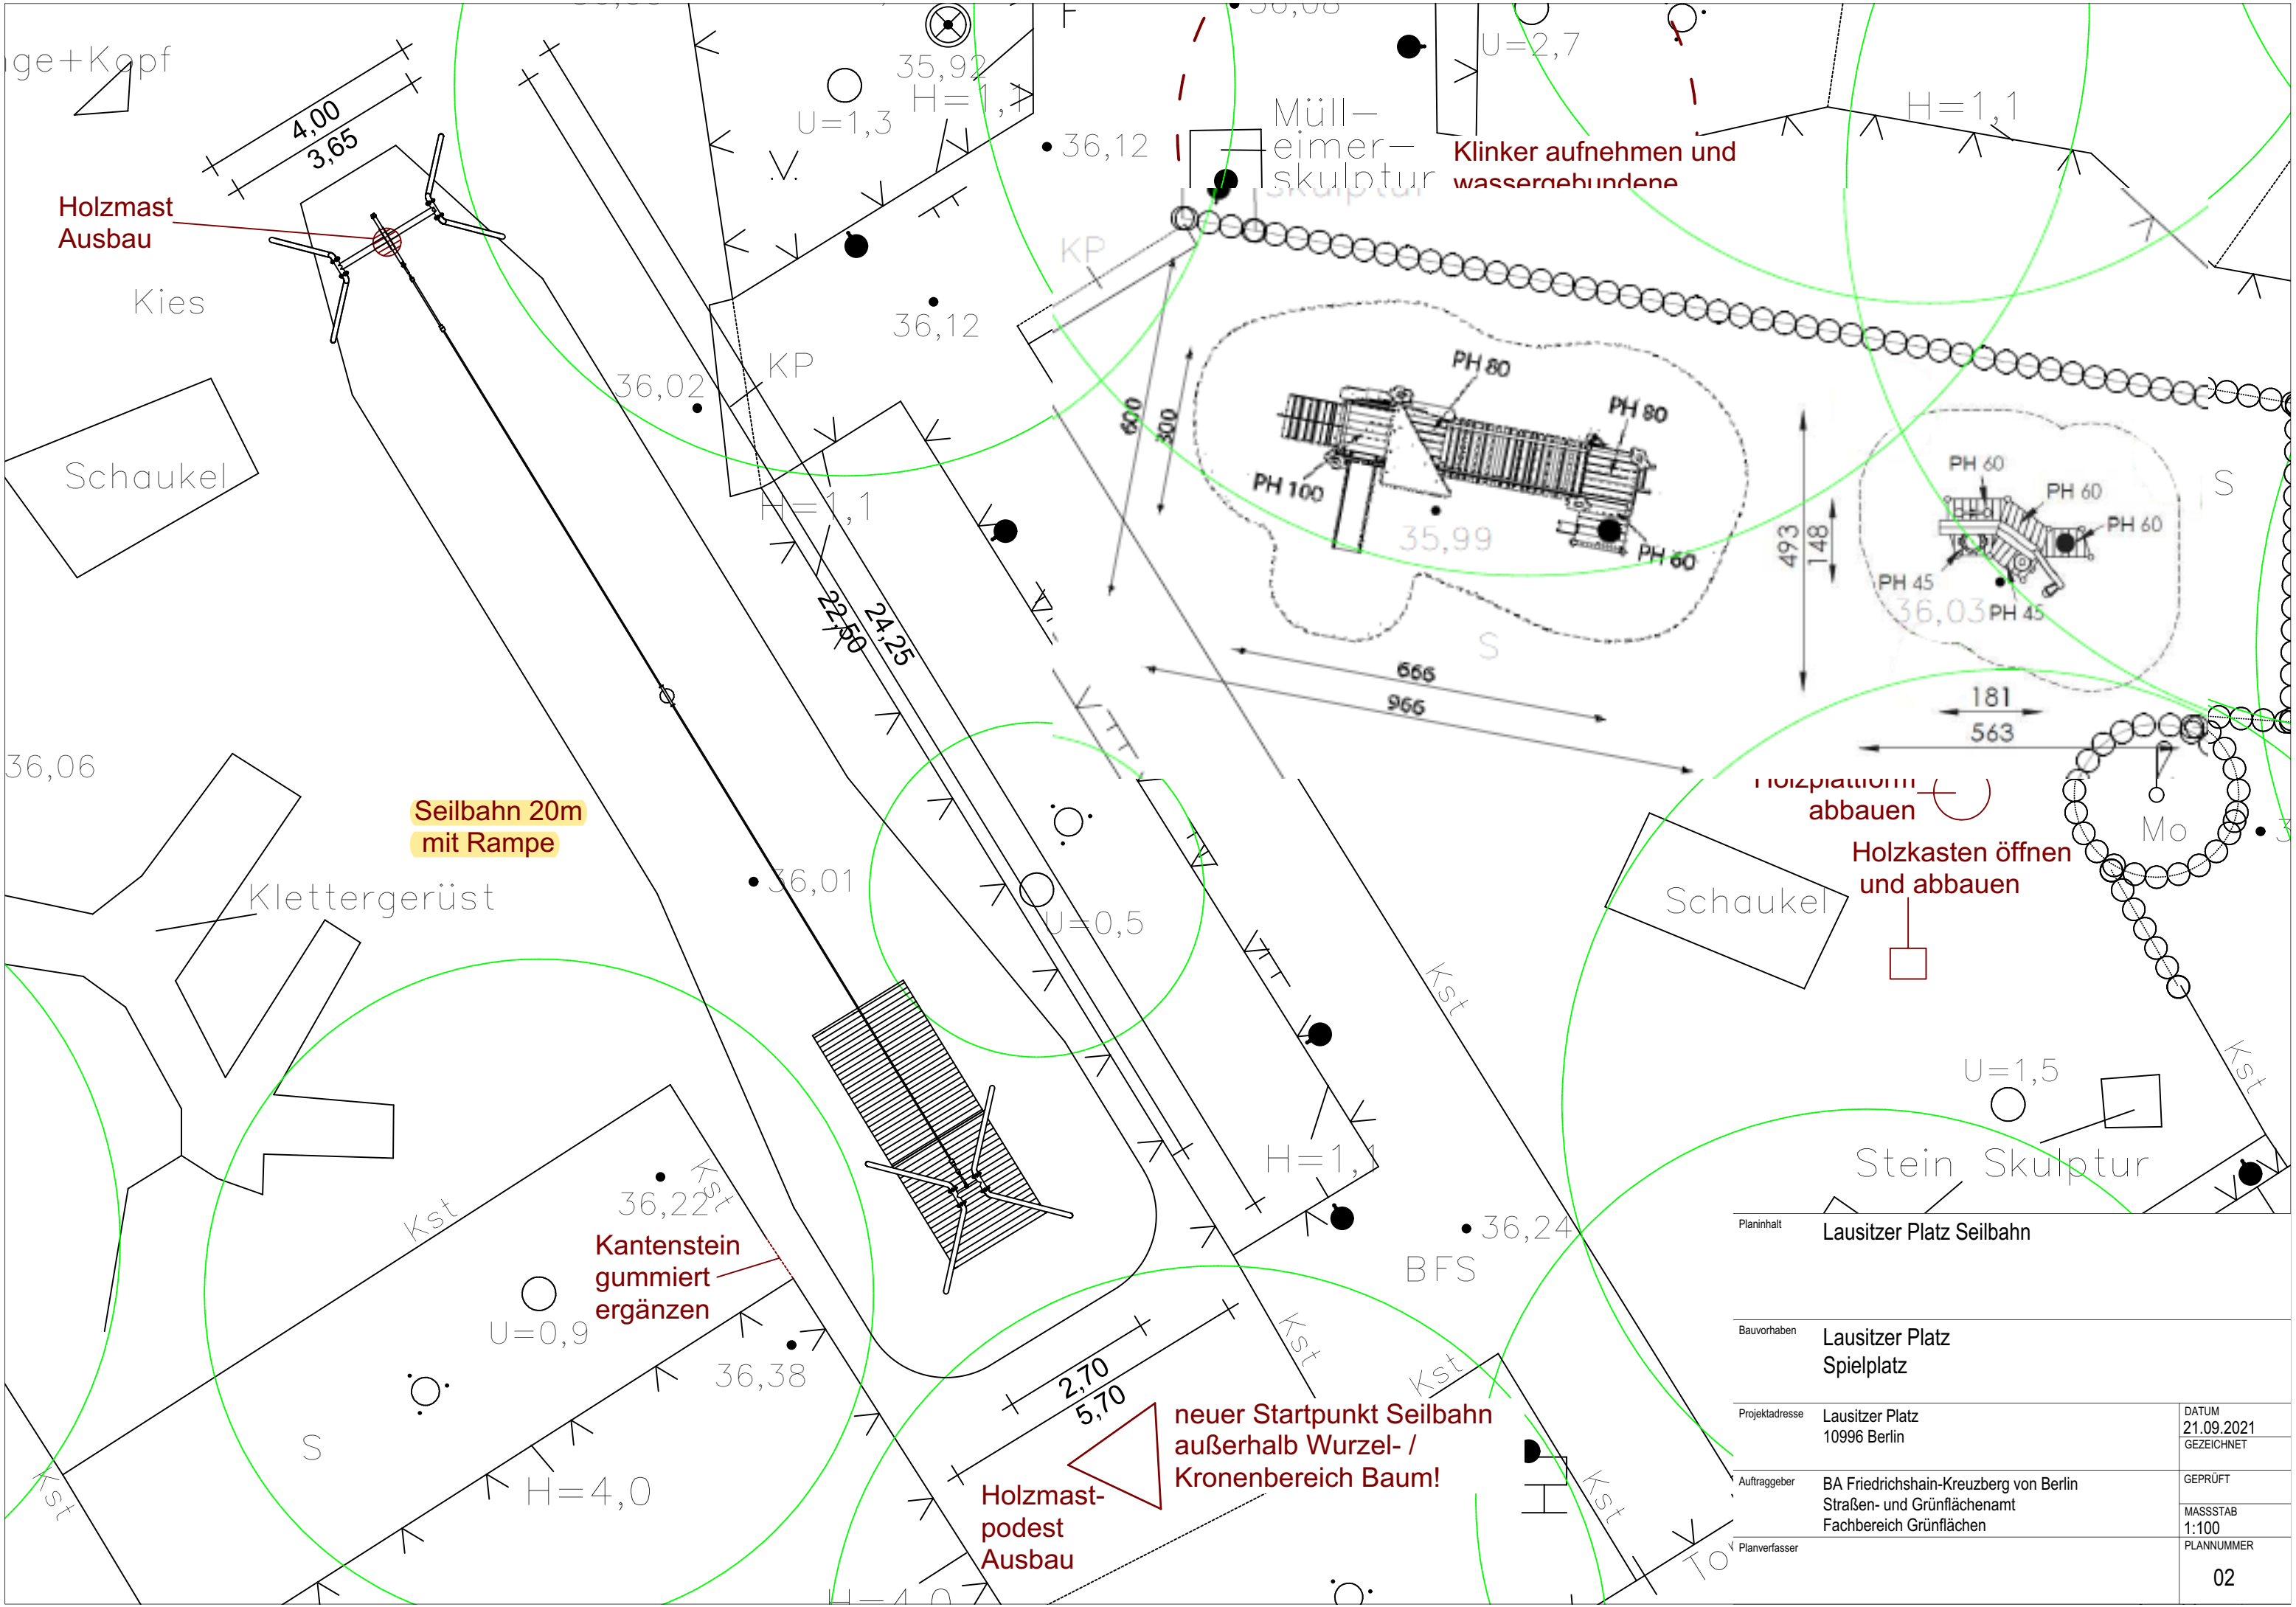 36,08
ge+Kopf
4,00
3,65
35,92
H=1,1
U=1,3
36,12
Müll-
eimer-
skulptur
U=2,7
H=1,1
Klinker aufnehmen und
wassergebundene
Holzmast
Ausbau
Kies
KP
36,12
KP
36,02
Schaukel
H=1,1
22,50
24,25
600
300
PH 80
PH 80
PH 100
35,99
PH 60
S
666
966
493
148
PH 60
PH 60
PH 60
PH 45
36,03
PH 45
S
181
563
36,06
Seilbahn 20m
mit Rampe
Klettergerüst
36,01
U=0,5
Holzplattform
abbauen
Mo
Holzkasten öffnen
und abbauen
Schaukel
Kst
Kst
U=1,5
Stein Skulptur
H=1,1
36,24
BFS
Kst
Kst
36,22
Kantenstein
gummiert
ergänzen
U=0,9
36,38
S
H=4,0
Kst
Kst
Kst
Kst
2,70
5,70
neuer Startpunkt Seilbahn
außerhalb Wurzel- /
Kronenbereich Baum!
Holzmast-
podest
Ausbau
H=4,0
H
To
Planinhalt
Lausitzer Platz Seilbahn
Bauvorhaben
Lausitzer Platz
Spielplatz
Projektadresse
Lausitzer Platz
10996 Berlin
DATUM
21.09.2021
GEZEICHNET
Auftraggeber
BA Friedrichshain-Kreuzberg von Berlin
Straßen- und Grünflächenamt
Fachbereich Grünflächen
GEPRÜFT
MASSSTAB
1:100
Planverfasser
PLANNUMMER
02